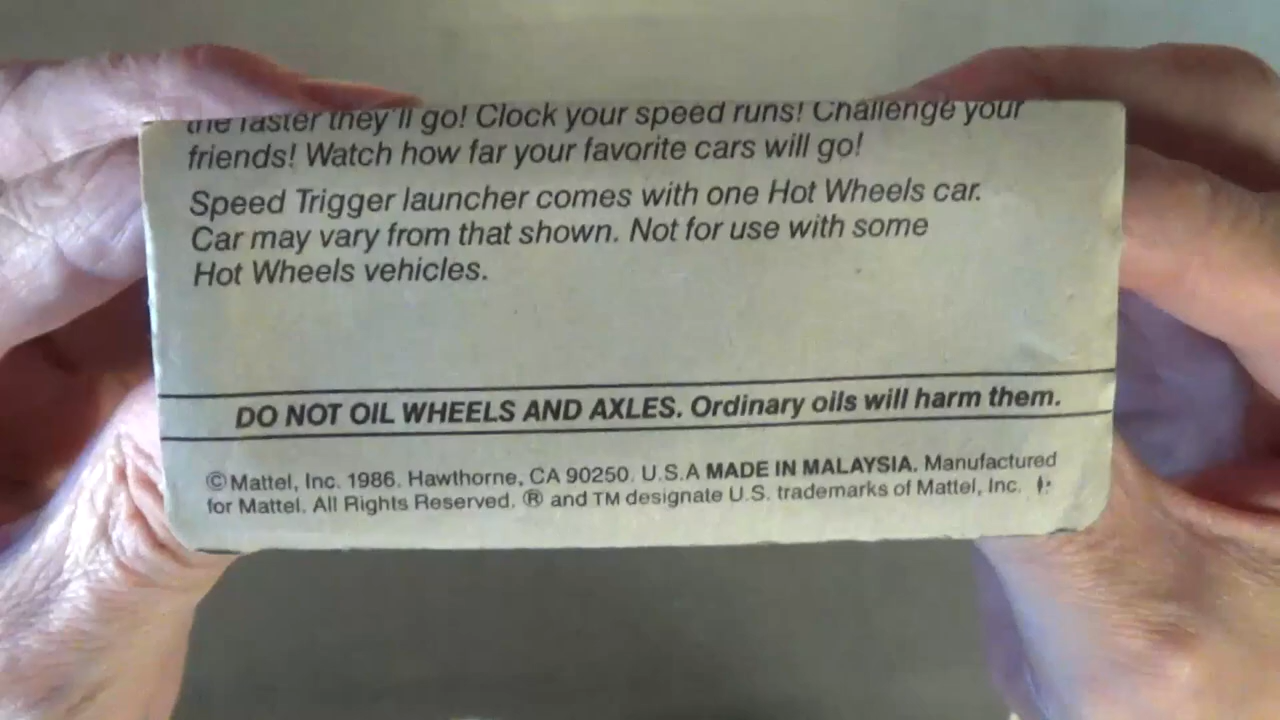 the faster they'll go! Clock your speed runs! Challenge your
friends! Watch how far your favorite cars will go!
Speed Trigger launcher comes with one Hot Wheels car.
Car may vary from that shown. Not for use with some
Hot Wheels vehicles.
DO NOT OIL WHEELS AND AXLES. Ordinary oils will harm them.
©Mattel, Inc. 1986. Hawthorne, CA 90250. U.S.A MADE IN MALAYSIA. Manufactured
for Mattel. All Rights Reserved. ® and TM designate U.S. trademarks of Mattel, Inc.